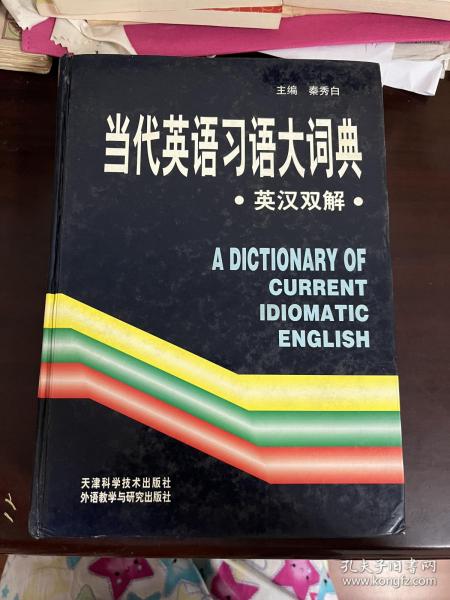 主编 秦秀白
当代英语习语大词典
·英汉双解·
A DICTIONARY OF
CURRENT
IDIOMATIC
ENGLISH
天津科学技术出版社
外语教学与研究出版社
孔夫子旧书网
www.kongfz.com